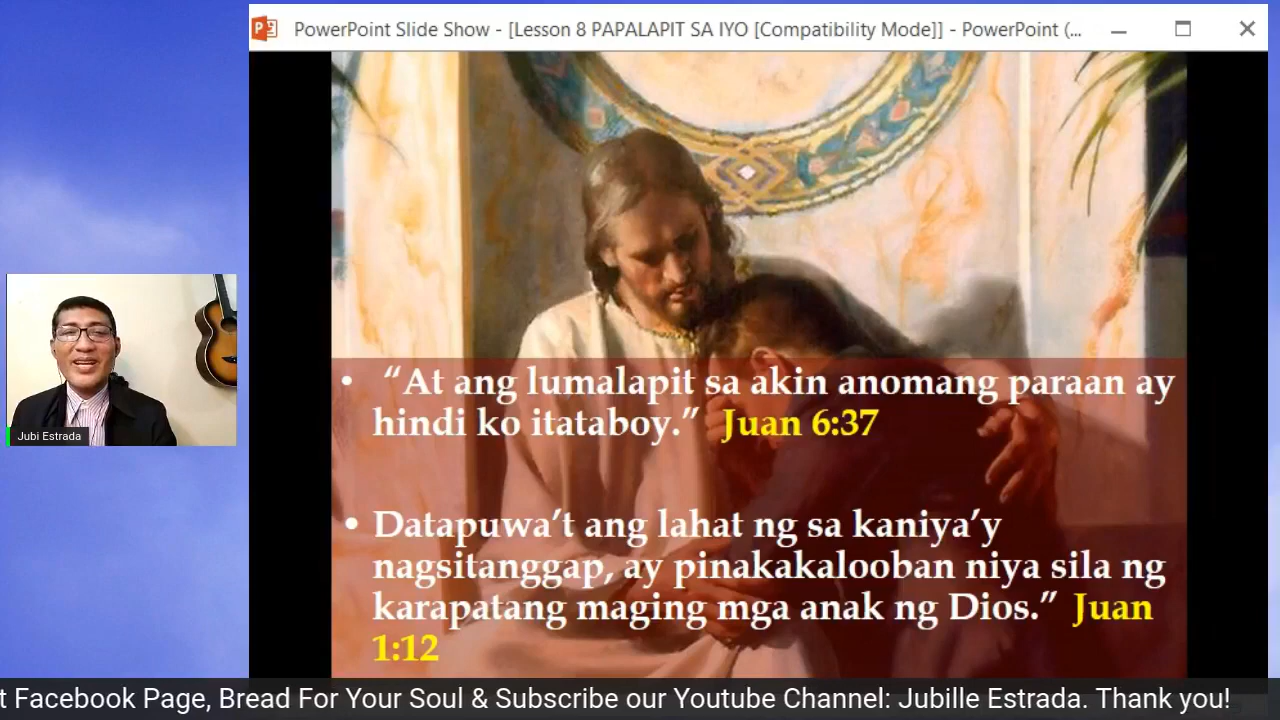 PowerPoint Slide Show - [Lesson 8 PAPALAPIT SA IYO [Compatibility Mode]] - PowerPoint (...
• “At ang lumalapit sa akin anomang paraan ay
hindi ko itataboy.” Juan 6:37
• Datapuwa’t ang lahat ng sa kaniya’y
nagsitanggap, ay pinakakalooban niya sila ng
karapatang maging mga anak ng Dios.” Juan
1:12
Jubi Estrada
t Facebook Page, Bread For Your Soul & Subscribe our Youtube Channel: Jubille Estrada. Thank you!